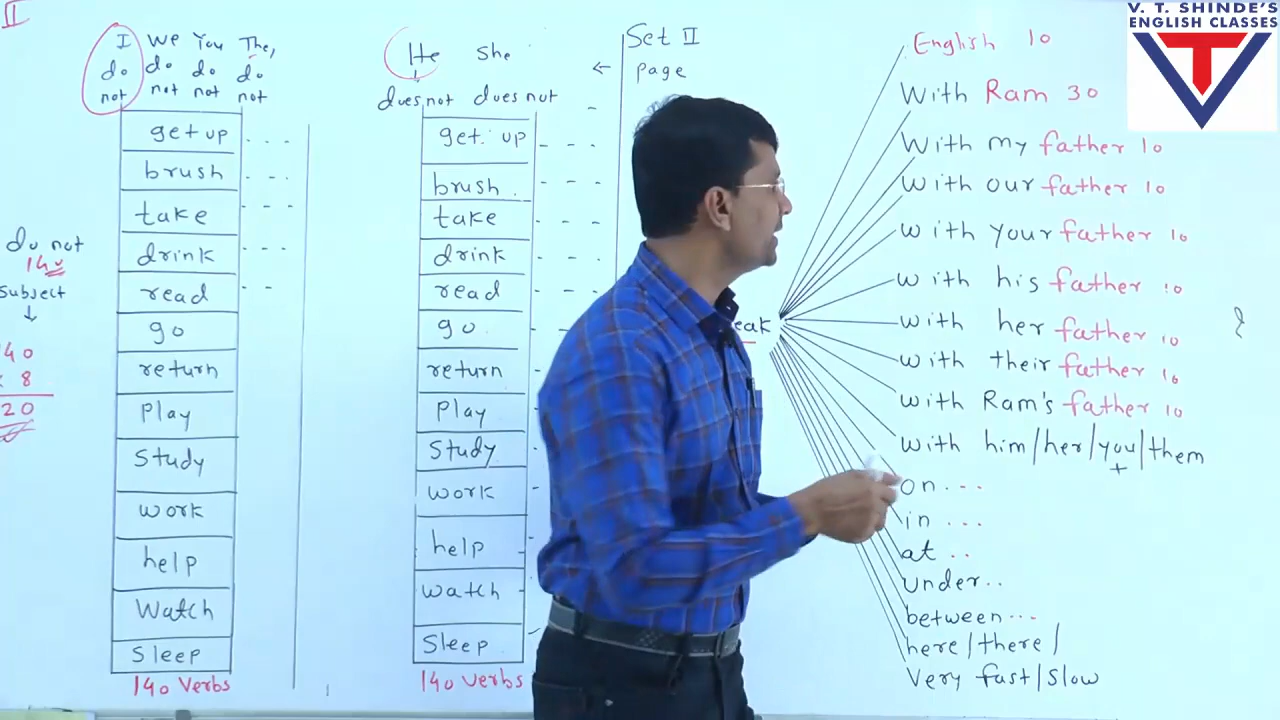 II
I We You The,
do do do do
not not not not
get up - - -
brush - - -
take - - -
drink - - -
read - -
go
return
Play
Study
work
help
Watch
Sleep
140 Verbs
do not
140
subject
↓
8
20
He She
does not does not -
get up - - -
brush - - -
take - - -
drink - - -
read - - -
go
return
Play
Study
work
help
watch
Sleep
140 verbs
Set II
← page
eak
English 10
With Ram 30
With my father 10
With our father 10
with your father 10
with his father 10
with her father 10 }
with their father 10
with Ram's father 10
with him/her/you/them
+
on - - -
in - - -
at - -
under . .
between - - -
here/there/
Very fast/slow
V. T. SHINDE'S
ENGLISH CLASSES